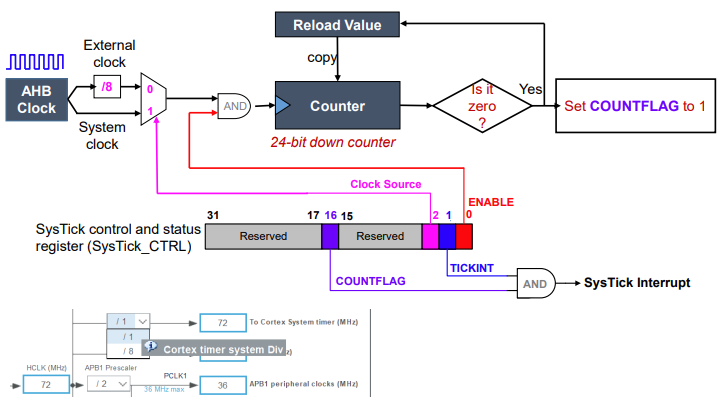 Reload Value
External
clock
copy
AHB
Clock
/8
0
1
AND
Counter
Is it
zero
?
Yes
Set COUNTFLAG to 1
System
clock
24-bit down counter
Clock Source
ENABLE
31
17
16
15
2
1
0
SysTick control and status
register (SysTick_CTRL)
Reserved
Reserved
TICKINT
COUNTFLAG
AND
SysTick Interrupt
/ 1
72
To Cortex System timer (MHz)
/ 1
/ 8
Cortex timer system Div
z)
HCLK (MHz)
APB1 Prescaler
72
/ 2
PCLK1
36 MHz max
36
APB1 peripheral clocks (MHz)